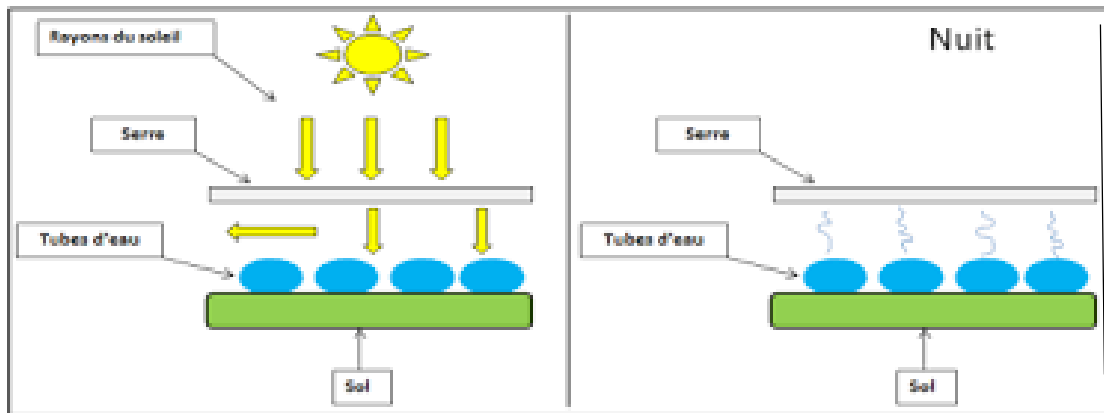 Rayons du soleil
Serre
Tubes d'eau
Sol
Nuit
Serre
Tubes d'eau
Sol